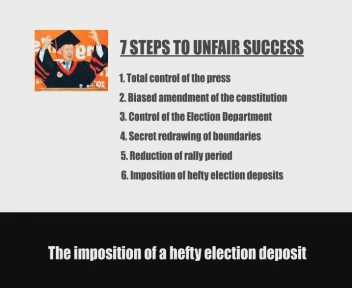 7 STEPS TO UNFAIR SUCCESS
1. Total control of the press
2. Biased amendment of the constitution
3. Control of the Election Department
4. Secret redrawing of boundaries
5. Reduction of rally period
6. Imposition of hefty election deposits
The imposition of a hefty election deposit